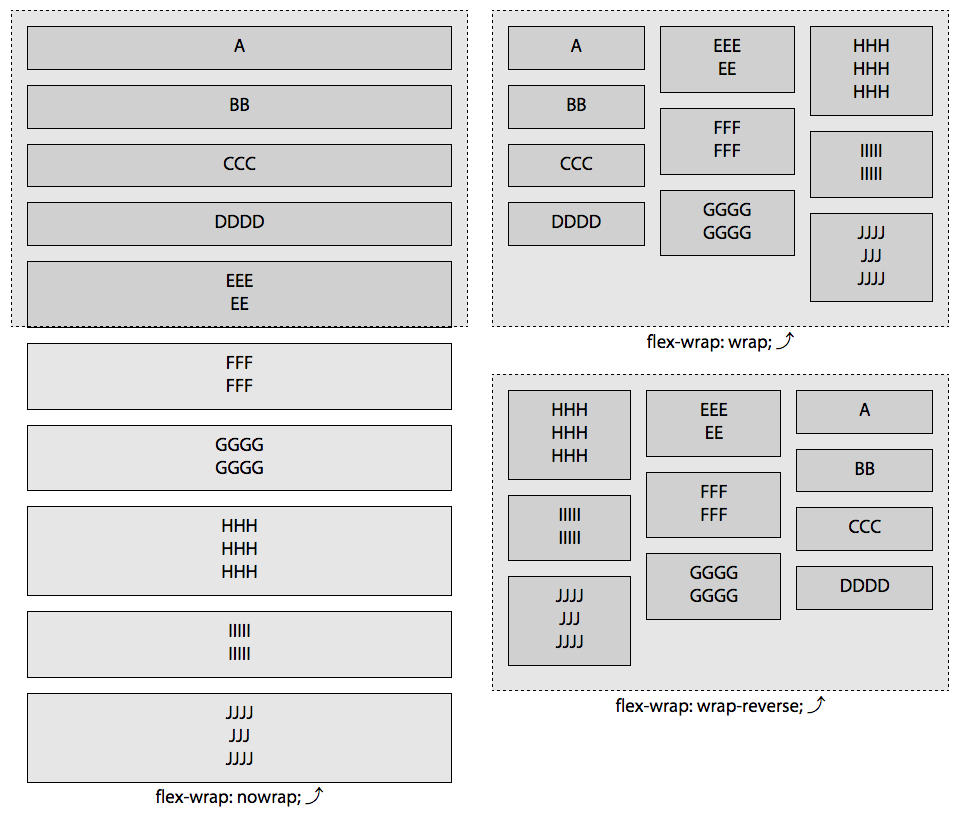 A
BB
CCC
DDDD
EEE
EE
FFF
FFF
GGGG
GGGG
HHH
HHH
HHH
IIIII
IIIII
JJJJ
JJJ
JJJJ
flex-wrap: nowrap;
A
BB
CCC
DDDD
EEE
EE
FFF
FFF
GGGG
GGGG
HHH
HHH
HHH
IIIII
IIIII
JJJJ
JJJ
JJJJ
flex-wrap: wrap;
HHH
HHH
HHH
IIIII
IIIII
JJJJ
JJJ
JJJJ
EEE
EE
FFF
FFF
GGGG
GGGG
A
BB
CCC
DDDD
flex-wrap: wrap-reverse;